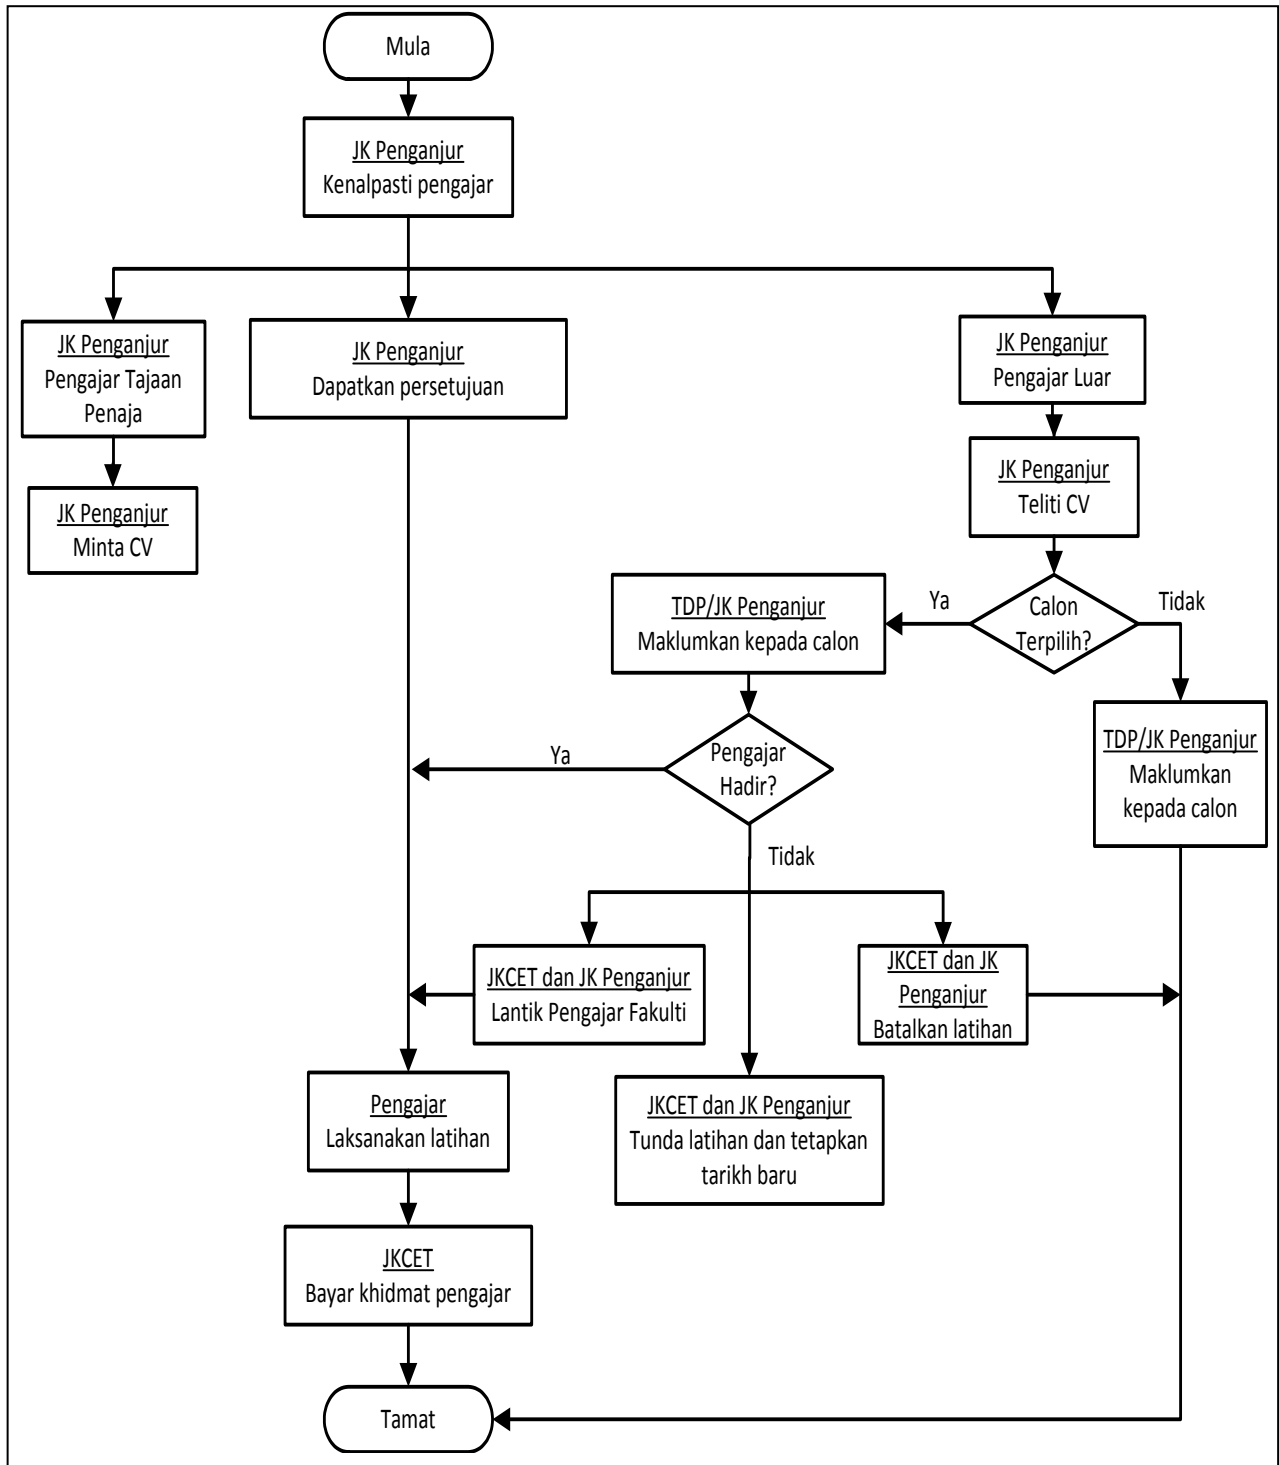 Mula
JK Penganjur
Kenalpasti pengajar
JK Penganjur
Pengajar Tajaan
Penaja
JK Penganjur
Dapatkan persetujuan
JK Penganjur
Pengajar Luar
JK Penganjur
Minta CV
JK Penganjur
Teliti CV
TDP/JK Penganjur
Maklumkan kepada calon
Ya
Calon
Terpilih?
Tidak
TDP/JK Penganjur
Maklumkan
kepada calon
Ya
Pengajar
Hadir?
Tidak
JKCET dan JK Penganjur
Lantik Pengajar Fakulti
JKCET dan JK
Penganjur
Batalkan latihan
Pengajar
Laksanakan latihan
JKCET dan JK Penganjur
Tunda latihan dan tetapkan
tarikh baru
JKCET
Bayar khidmat pengajar
Tamat